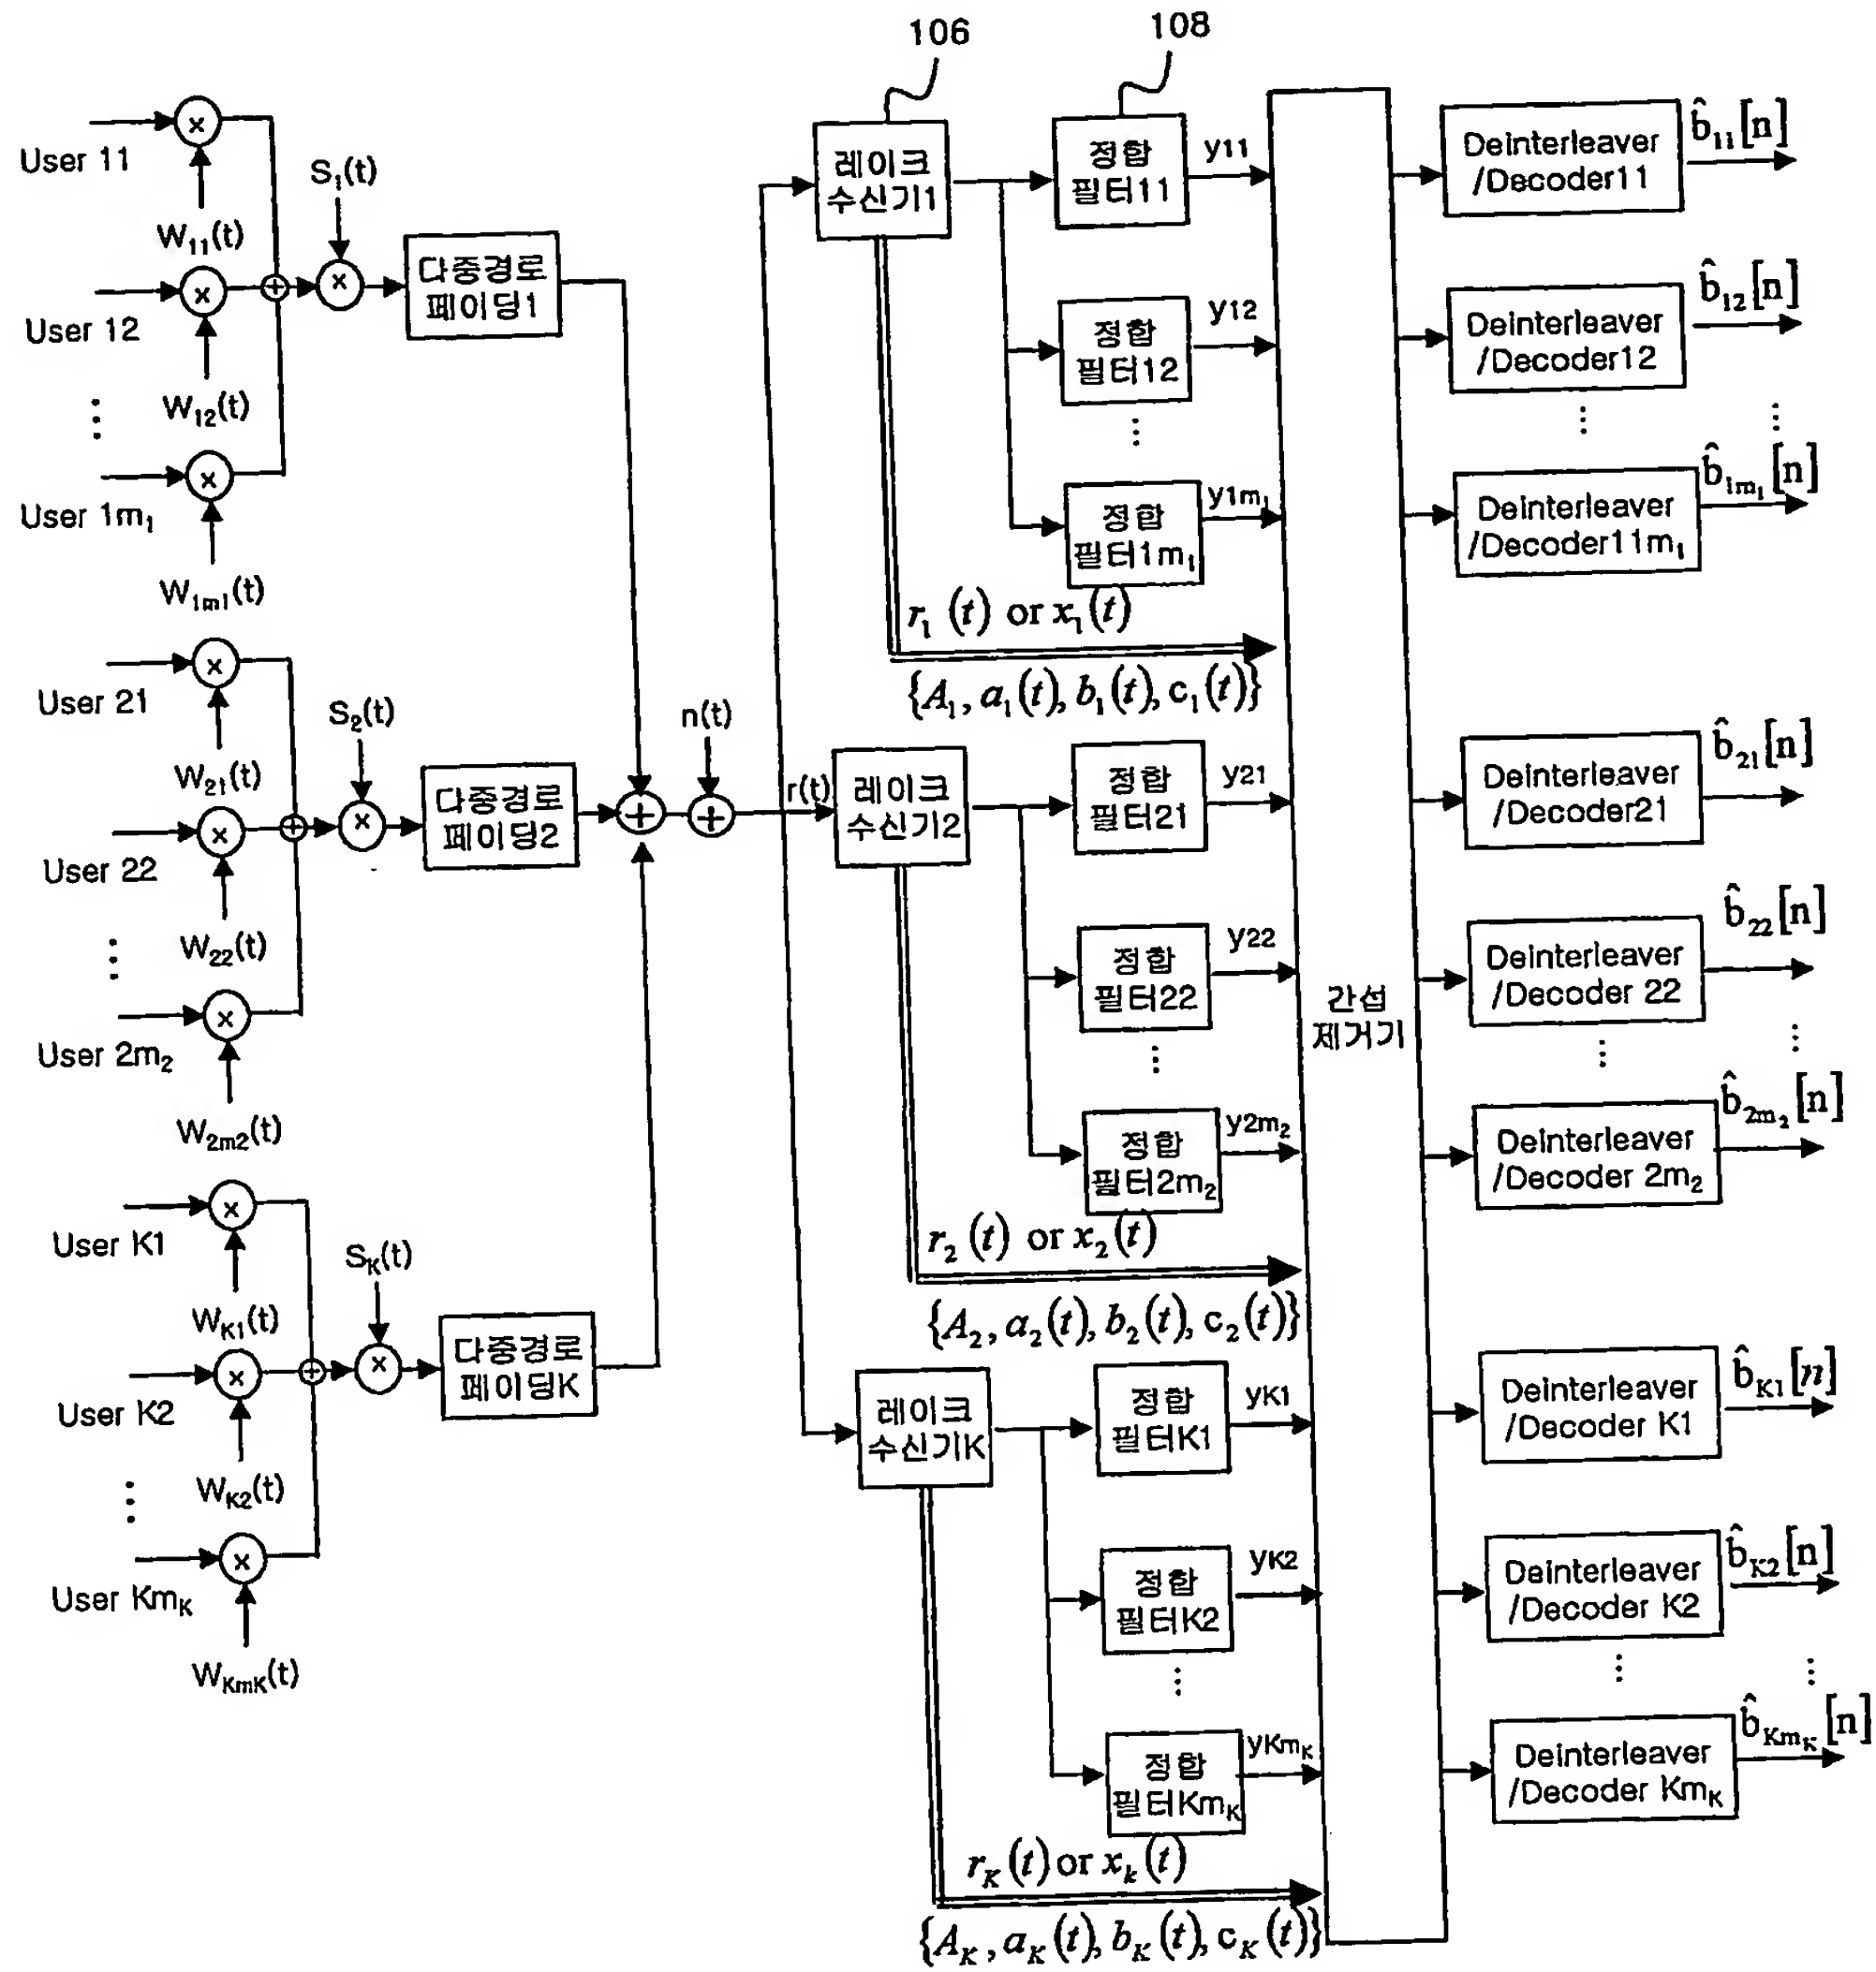 106
108
User 11
W11(t)
User 12
W12(t)
⋮
User 1m1
W1m1(t)
S1(t)
다중경로
페이딩1
User 21
W21(t)
User 22
W22(t)
⋮
User 2m2
W2m2(t)
S2(t)
다중경로
페이딩2
User K1
WK1(t)
User K2
WK2(t)
⋮
User KmK
WKmK(t)
SK(t)
다중경로
페이딩K
n(t)
r(t)
레이크
수신기1
정합
필터11
y11
정합
필터12
y12
⋮
정합
필터1m1
y1m1
r1(t) or x1(t)
{A1, a1(t), b1(t), c1(t)}
레이크
수신기2
정합
필터21
y21
정합
필터22
y22
⋮
정합
필터2m2
y2m2
r2(t) or x2(t)
{A2, a2(t), b2(t), c2(t)}
레이크
수신기K
정합
필터K1
yK1
정합
필터K2
yK2
⋮
정합
필터KmK
yKmK
rK(t) or xk(t)
{AK, aK(t), bK(t), cK(t)}
간섭
제거기
Deinterleaver
/Decoder11
b̂11[n]
Deinterleaver
/Decoder12
b̂12[n]
⋮
⋮
Deinterleaver
/Decoder11m1
b̂1m1[n]
Deinterleaver
/Decoder21
b̂21[n]
Deinterleaver
/Decoder 22
b̂22[n]
⋮
⋮
Deinterleaver
/Decoder 2m2
b̂2m2[n]
Deinterleaver
/Decoder K1
b̂K1[n]
Deinterleaver
/Decoder K2
b̂K2[n]
⋮
⋮
Deinterleaver
/Decoder KmK
b̂KmK[n]